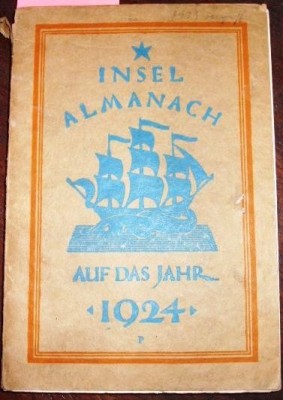 INSEL
ALMANACH
AUF DAS JAHR
1924
P